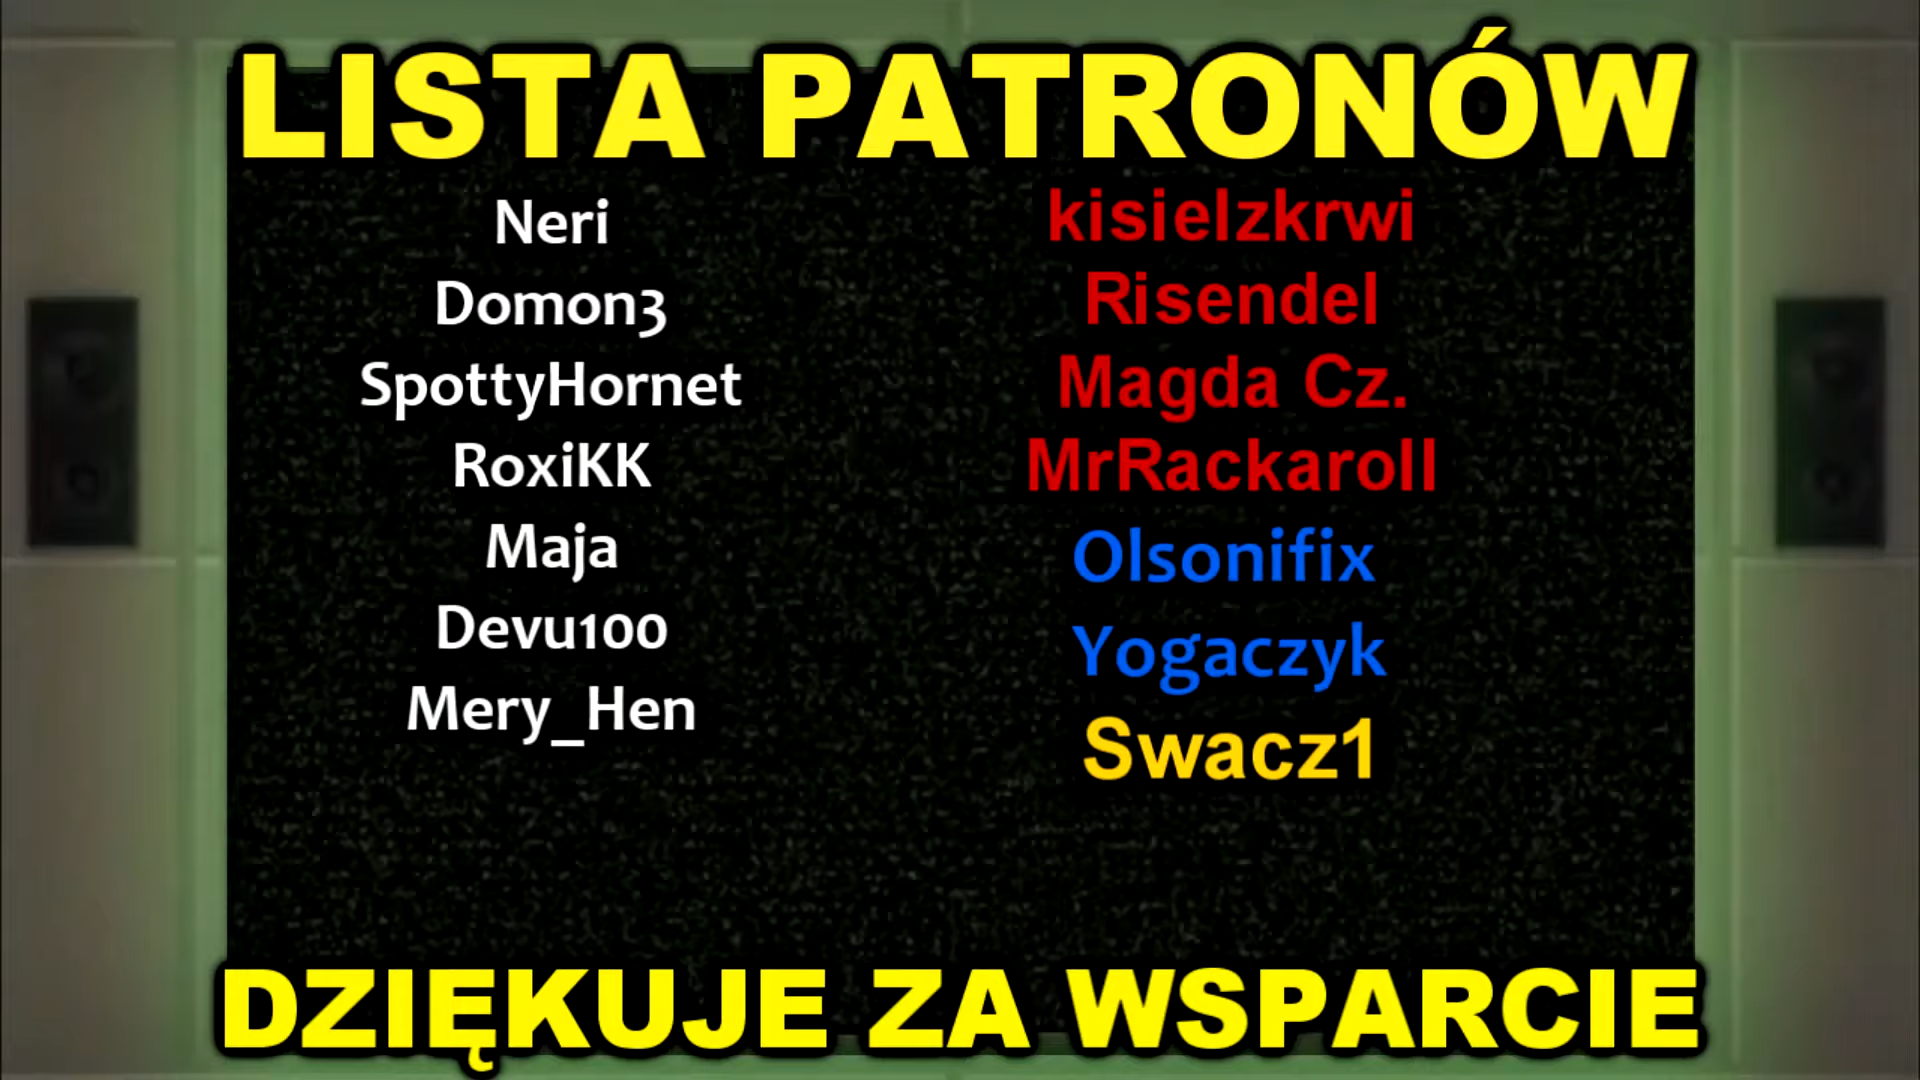 LISTA PATRONÓW
Neri
Domon3
SpottyHornet
RoxiKK
Maja
Devu100
Mery_Hen
kisielzkrwi
Risendel
Magda Cz.
MrRackaroll
Olsonifix
Yogaczyk
Swacz1
DZIĘKUJE ZA WSPARCIE